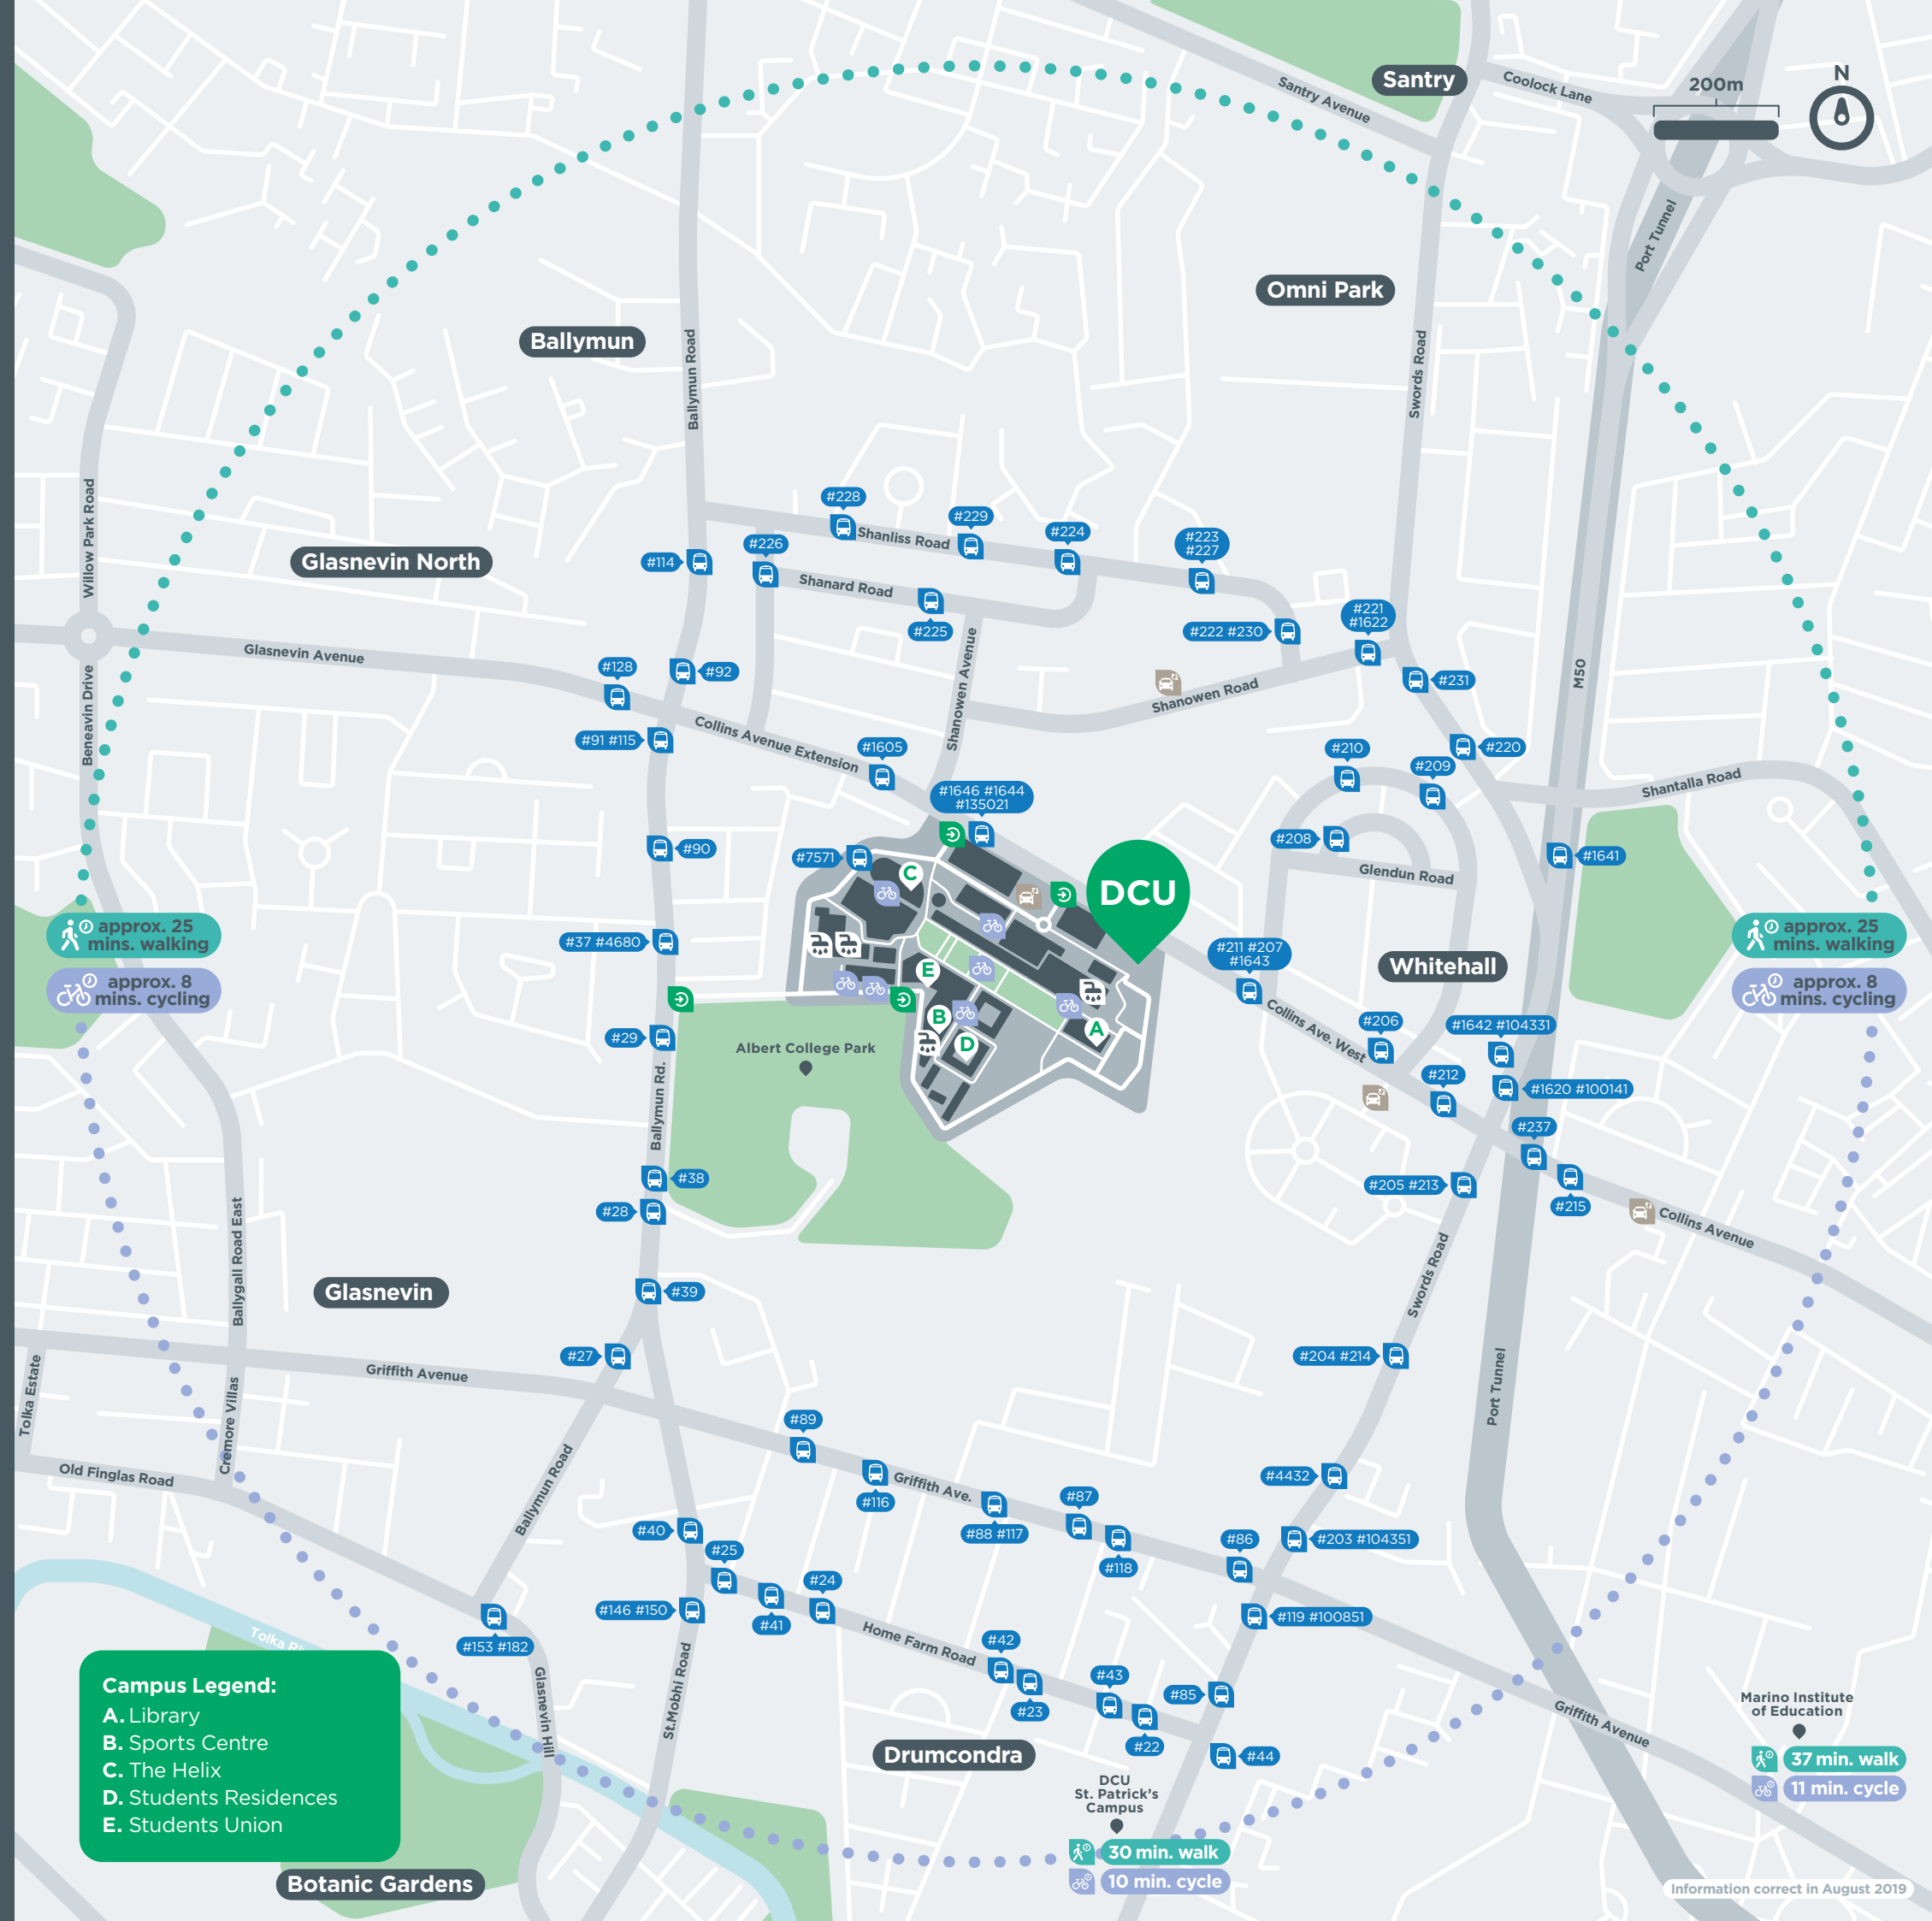 Santry
Santry Avenue
Coolock Lane
200m
N
Port Tunnel
Omni Park
Ballymun
Ballymun Road
Swords Road
Willow Park Road
#228
#229
#224
#223
#227
Shanliss Road
#226
#114
Glasnevin North
Shanard Road
#225
#221
#1622
#222 #230
Glasnevin Avenue
#128
#92
#231
M50
Shanowen Road
Shanowen Avenue
Beneavin Drive
#91 #115
Collins Avenue Extension
#1605
#210
#220
#209
Shantalla Road
#1646 #1644
#135021
#208
#90
#7571
#1641
Glendun Road
C
DCU
approx. 25
mins. walking
approx. 8
mins. cycling
#37 #4680
E
#211 #207
#1643
Whitehall
approx. 25
mins. walking
approx. 8
mins. cycling
B
A
D
#29
Albert College Park
Collins Ave. West
#206
#1642 #104331
#212
#1620 #100141
Ballymun Rd.
#237
#38
#205 #213
#28
#215
Collins Avenue
Ballygall Road East
Glasnevin
#39
Swords Road
#27
#204 #214
Griffith Avenue
Tolka Estate
Cremore Villas
Port Tunnel
#89
Old Finglas Road
Ballymun Road
#4432
#116
Griffith Ave.
#87
#88 #117
#40
#86
#203 #104351
#25
#118
#24
#146 #150
#41
#119 #100851
#153 #182
Tolka Ri
Home Farm Road
#42
#43
#85
#23
#22
St.Mobhi Road
Glasnevin Hill
Griffith Avenue
Drumcondra
#44
Marino Institute
of Education
37 min. walk
11 min. cycle
DCU
St. Patrick's
Campus
30 min. walk
10 min. cycle
Campus Legend:
A. Library
B. Sports Centre
C. The Helix
D. Students Residences
E. Students Union
Botanic Gardens
Information correct in August 2019